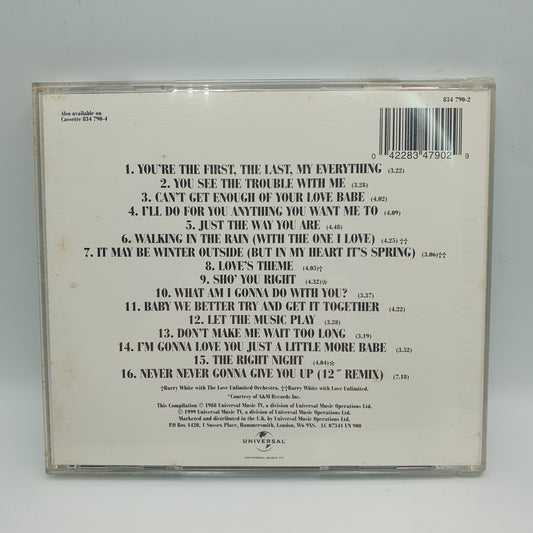 Also available on
Cassette 834 790-4
834 790-2
0 42283 47902 9
1. YOU'RE THE FIRST, THE LAST, MY EVERYTHING (3.22)
2. YOU SEE THE TROUBLE WITH ME (3.28)
3. CAN'T GET ENOUGH OF YOUR LOVE BABE (4.02)
4. I'LL DO FOR YOU ANYTHING YOU WANT ME TO (4.09)
5. JUST THE WAY YOU ARE (4.48)
6. WALKING IN THE RAIN (WITH THE ONE I LOVE) (4.25) ††
7. IT MAY BE WINTER OUTSIDE (BUT IN MY HEART IT'S SPRING) (3.06)††
8. LOVE'S THEME (4.05)†
9. SHO' YOU RIGHT (4.32)☆
10. WHAT AM I GONNA DO WITH YOU? (3.37)
11. BABY WE BETTER TRY AND GET IT TOGETHER (4.22)
12. LET THE MUSIC PLAY (3.28)
13. DON'T MAKE ME WAIT TOO LONG (3.19)
14. I'M GONNA LOVE YOU JUST A LITTLE MORE BABE (3.52)
15. THE RIGHT NIGHT (4.04)☆
16. NEVER NEVER GONNA GIVE YOU UP (12" REMIX) (7.18)
†Barry White with The Love Unlimited Orchestra. ††Barry White with Love Unlimited.
*Courtesy of A&M Records Inc.
This Compilation ℗ 1988 Universal Music TV, a division of Universal Music Operations Ltd.
© 1999 Universal Music TV, a division of Universal Music Operations Ltd.
Marketed and distributed in the U.K. by Universal Music Operations Ltd.
P.O Box 1420, 1 Sussex Place, Hammersmith, London, W6 9XS. LC 07341 UN 900
UNIVERSAL
UNIVERSAL MUSIC TV